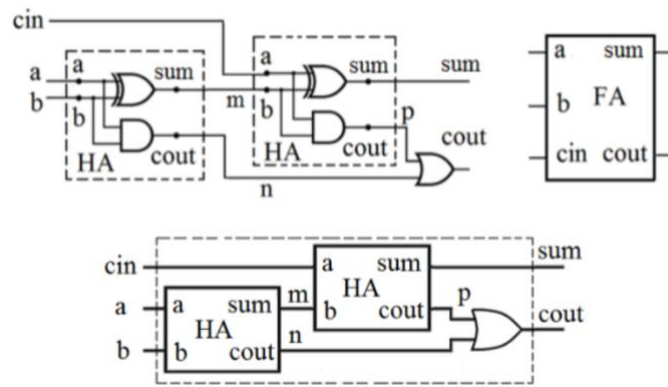 cin
a a sum m a sum sum
b b b p
HA cout HA cout cout
n
a sum
b FA
cin cout
cin a sum sum
HA
a a sum m b cout p
HA n cout
b b cout